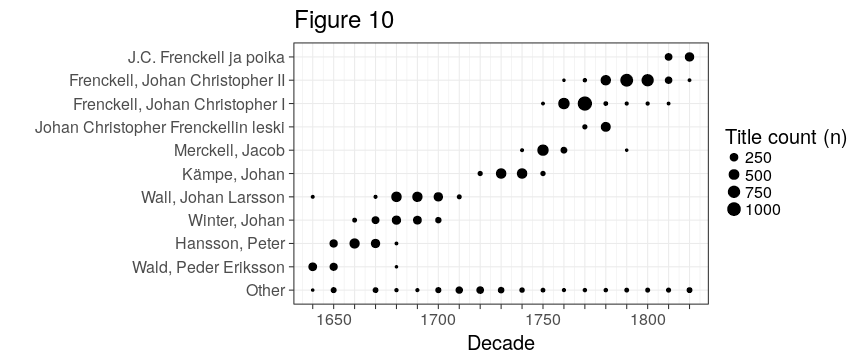 Figure 10
J.C. Frenckell ja poika
Frenckell, Johan Christopher II
Frenckell, Johan Christopher I
Johan Christopher Frenckellin leski
Merckell, Jacob
Kämpe, Johan
Wall, Johan Larsson
Winter, Johan
Hansson, Peter
Wald, Peder Eriksson
Other
1650 1700 1750 1800
Decade
Title count (n)
250
500
750
1000